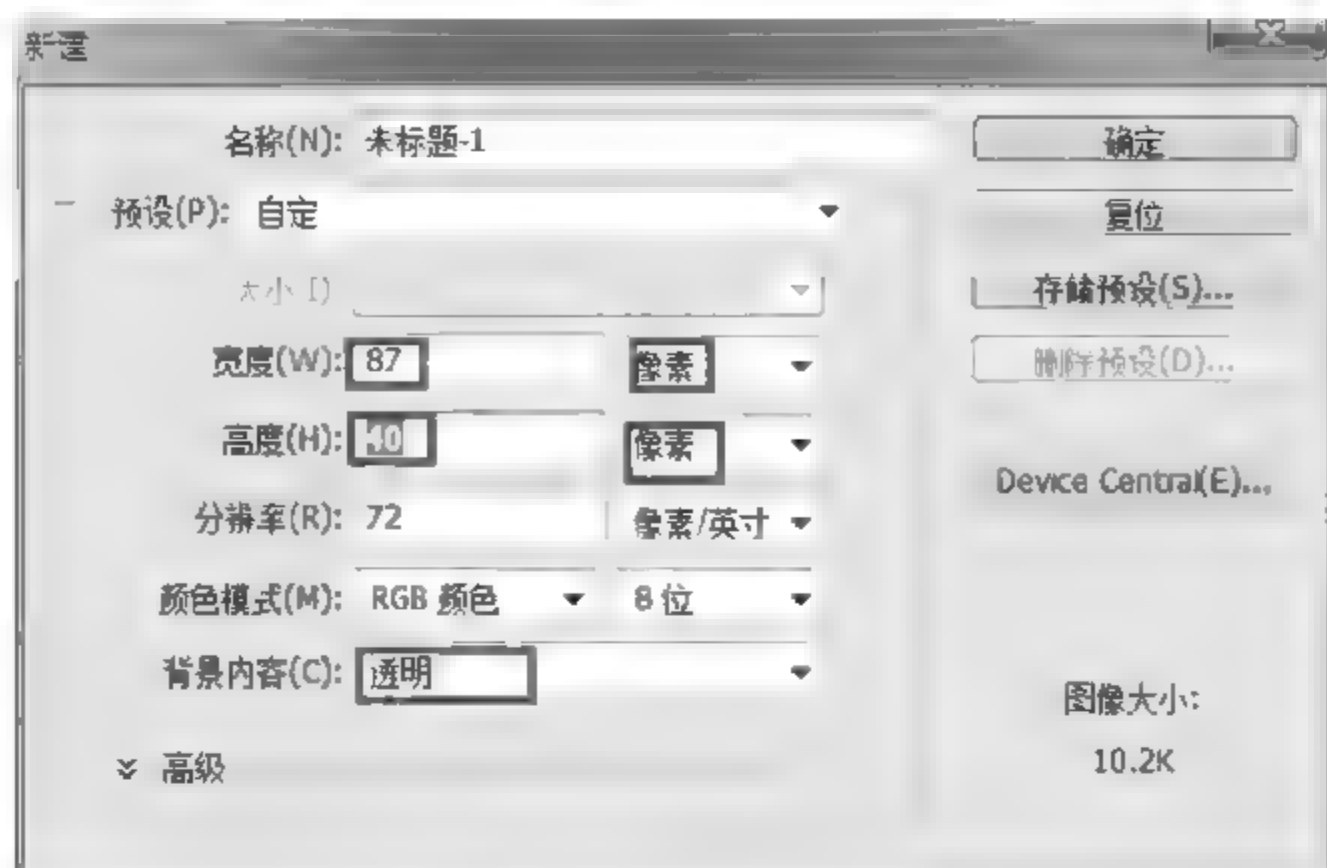 新建
名称(N): 未标题-1
确定
预设(P): 自定
复位
大小 I)
存储预设(S)...
宽度(W): 87 像素
删除预设(D)...
高度(H): 40 像素
Device Central(E)...
分辨率(R): 72 像素/英寸
颜色模式(M): RGB 颜色 8 位
背景内容(C): 透明
图像大小:
高级
10.2K